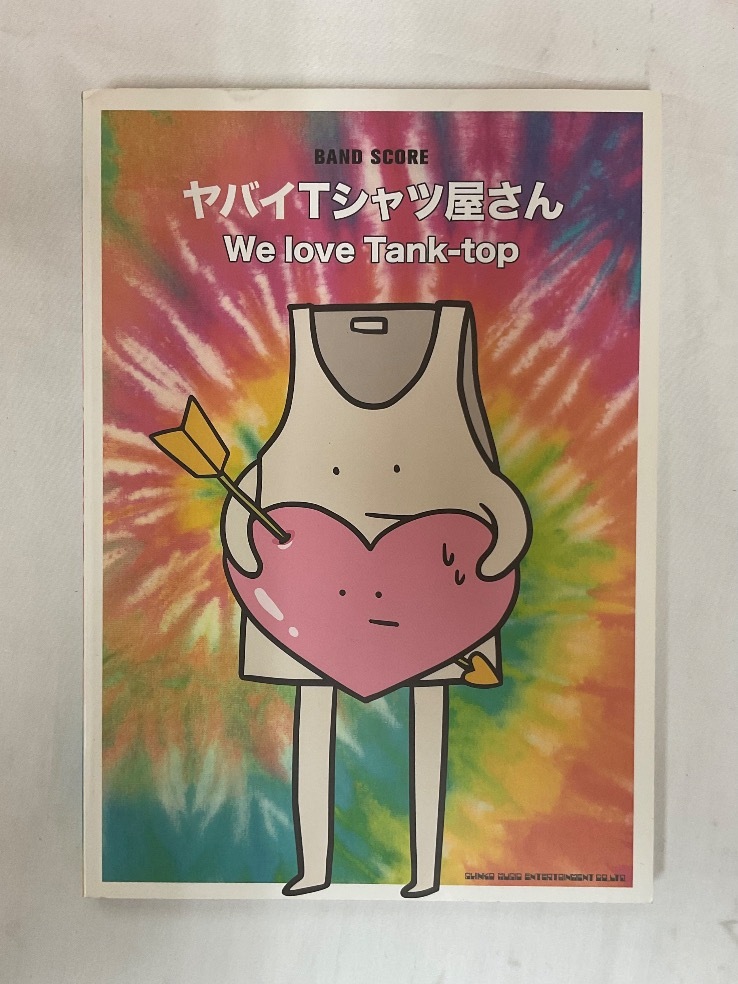 BAND SCORE
ヤバイTシャツ屋さん
We love Tank-top
SHINKO MUSIC ENTERTAINMENT CO.,LTD.